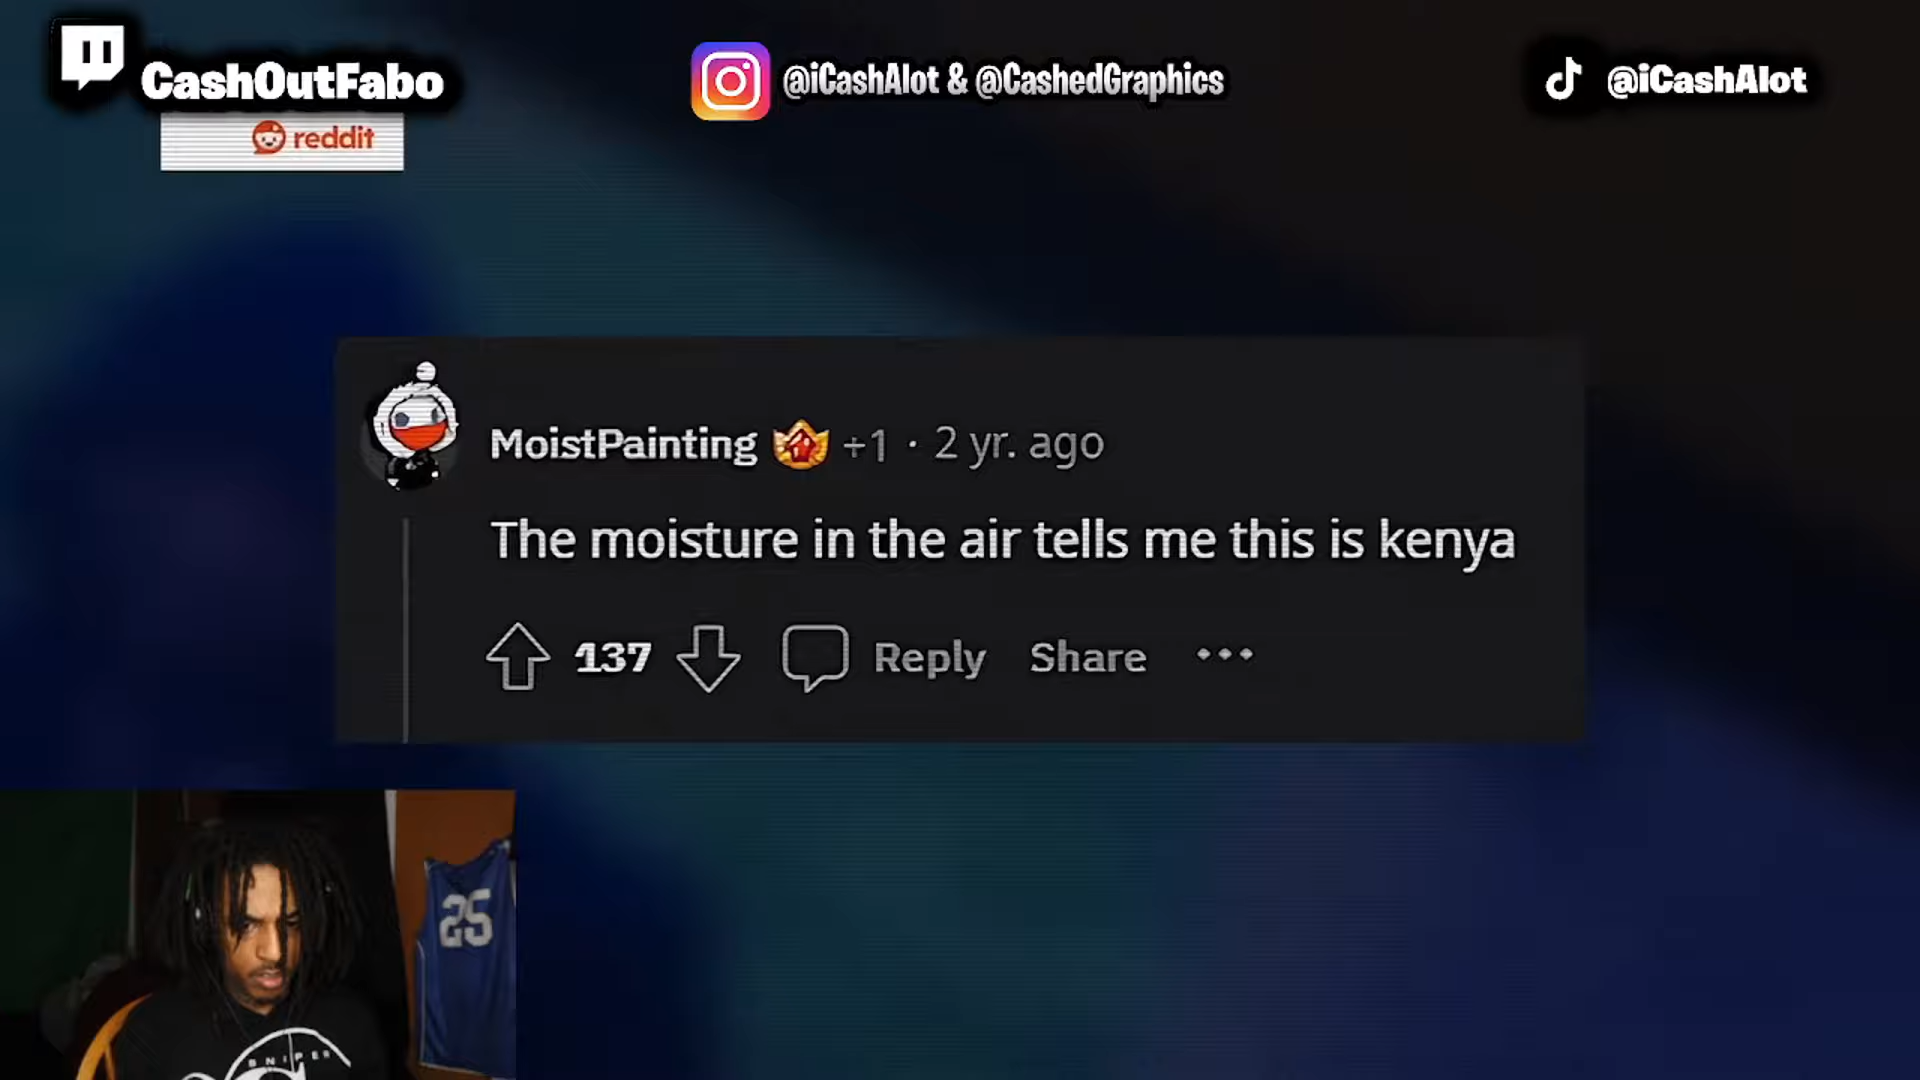 CashOutFabo
@iCashAlot & @CashedGraphics
@iCashAlot
reddit
MoistPainting +1 · 2 yr. ago
The moisture in the air tells me this is kenya
137 Reply Share •••
25
SNIPER